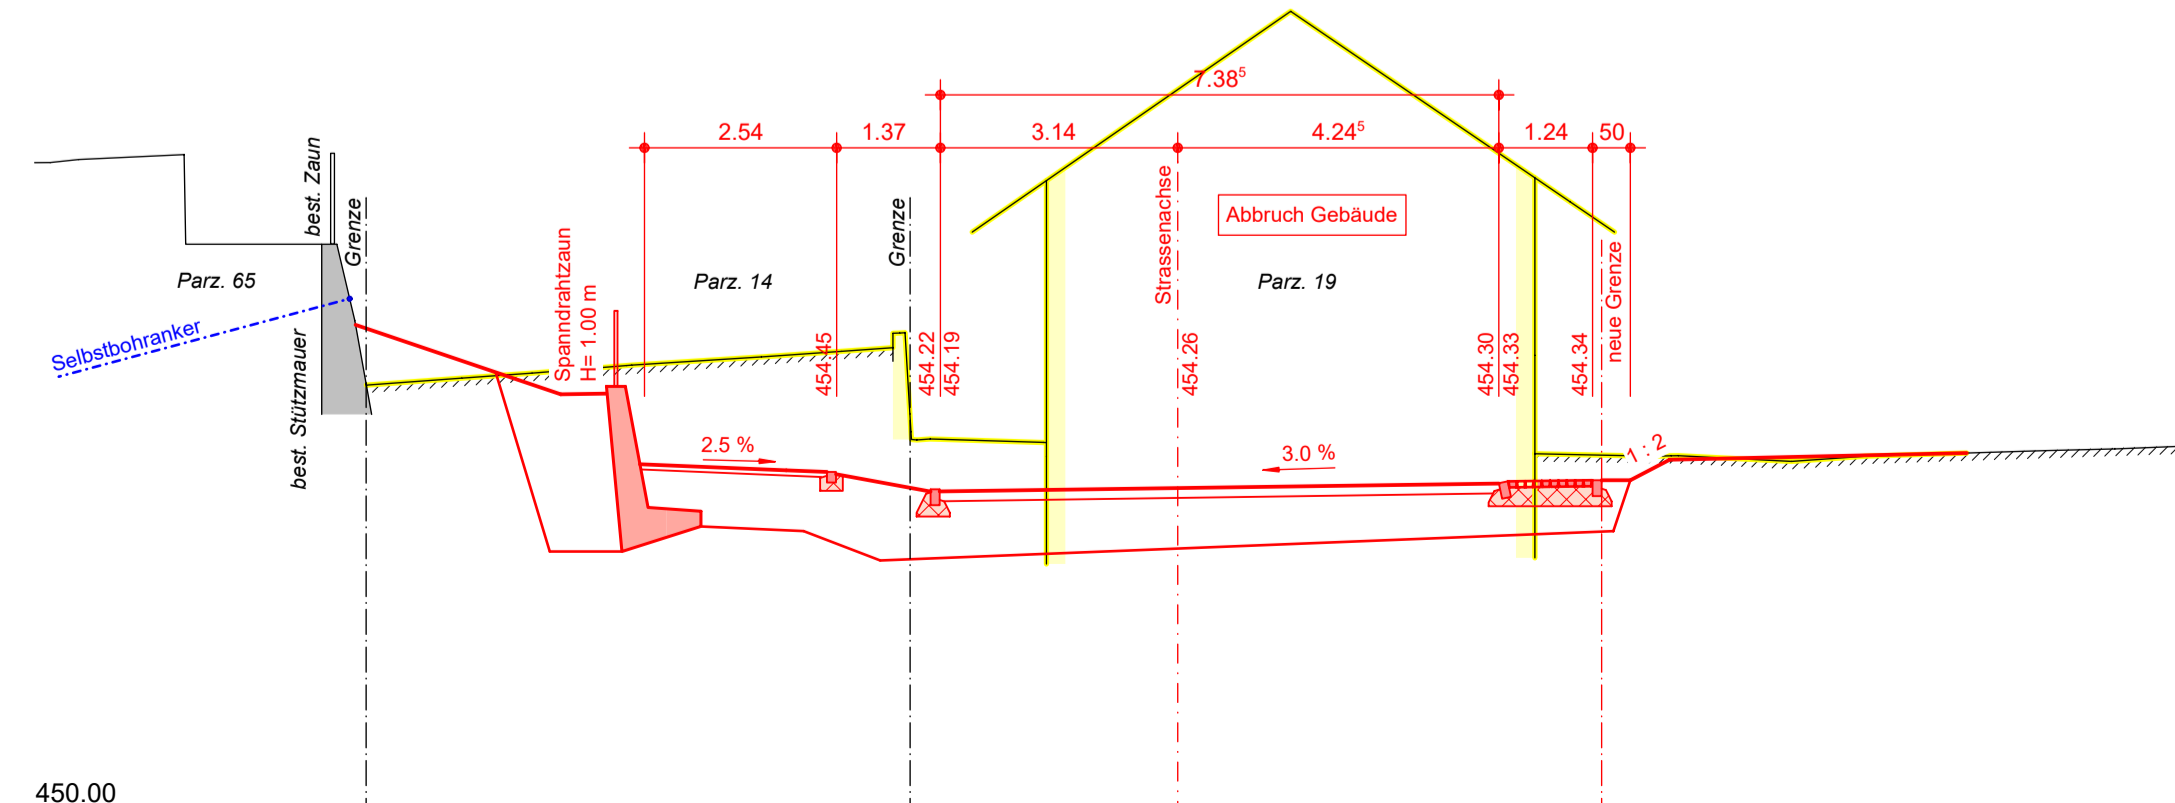 7.38⁵
2.54
1.37
3.14
4.24⁵
1.24
50
best. Zaun
Grenze
Parz. 65
Selbstbohranker
best. Stützmauer
Spanndrahtzaun
H= 1.00 m
Parz. 14
Grenze
Strassenachse
Abbruch Gebäude
Parz. 19
neue Grenze
454.45
454.22
454.19
454.26
454.30
454.33
454.34
2.5 %
3.0 %
1 : 2
450.00